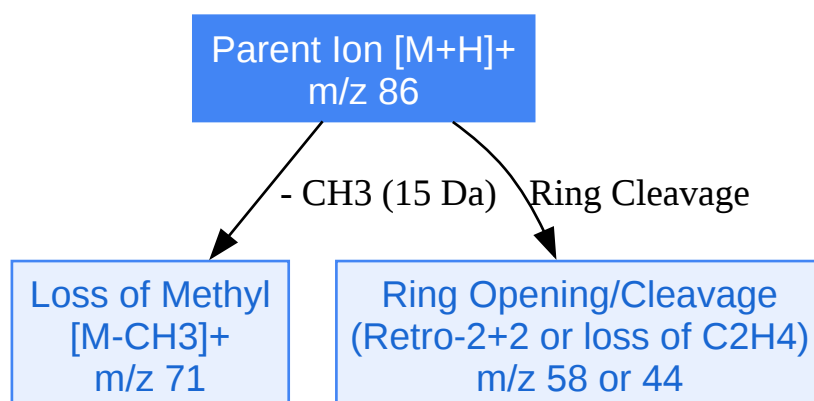 Parent Ion [M+H]+
m/z 86
- CH3 (15 Da)
Ring Cleavage
Loss of Methyl
[M-CH3]+
m/z 71
Ring Opening/Cleavage
(Retro-2+2 or loss of C2H4)
m/z 58 or 44